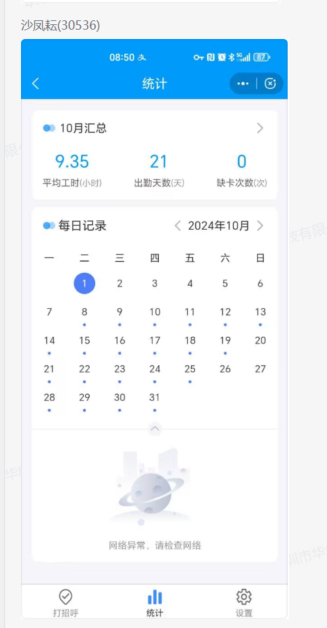 沙凤耘(30536)
08:50
87
统计
10月汇总
9.35 21 0
平均工时(小时) 出勤天数(天) 缺卡次数(次)
每日记录 2024年10月
一 二 三 四 五 六 日
1 2 3 4 5 6
7 8 9 10 11 12 13
14 15 16 17 18 19 20
21 22 23 24 25 26 27
28 29 30 31
网络异常，请检查网络
打招呼 统计 设置